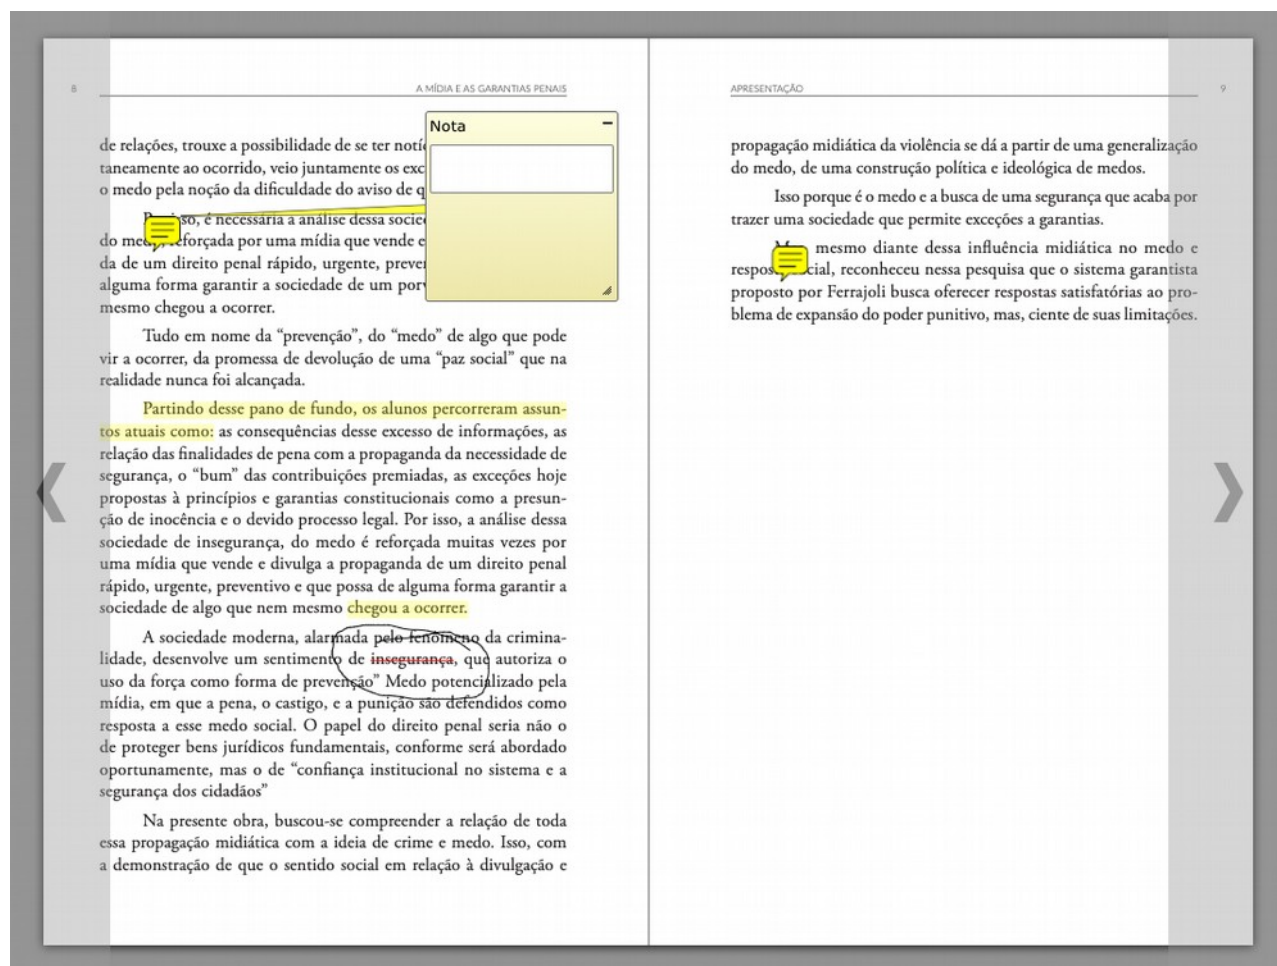 8
A MÍDIA E AS GARANTIAS PENAIS
de relações, trouxe a possibilidade de se ter
taneamente ao ocorrido, veio juntamente os
o medo pela noção da dificuldade do aviso de
é necessária a análise dessa
do reforçada por uma mídia que vende e
da de um direito penal rápido, urgente,
alguma forma garantir a sociedade de um
mesmo chegou a ocorrer.
Nota
Tudo em nome da “prevenção”, do “medo” de algo que pode
vir a ocorrer, da promessa de devolução de uma “paz social” que na
realidade nunca foi alcançada.
Partindo desse pano de fundo, os alunos percorreram assun-
tos atuais como: as consequências desse excesso de informações, as
relação das finalidades de pena com a propaganda da necessidade de
segurança, o “bum” das contribuições premiadas, as exceções hoje
propostas à princípios e garantias constitucionais como a presun-
ção de inocência e o devido processo legal. Por isso, a análise dessa
sociedade de insegurança, do medo é reforçada muitas vezes por
uma mídia que vende e divulga a propaganda de um direito penal
rápido, urgente, preventivo e que possa de alguma forma garantir a
sociedade de algo que nem mesmo chegou a ocorrer.
A sociedade moderna, alarmada pelo fenômeno da crimina-
lidade, desenvolve um sentimento de insegurança, que autoriza o
uso da força como forma de prevenção” Medo potencializado pela
mídia, em que a pena, o castigo, e a punição são defendidos como
resposta a esse medo social. O papel do direito penal seria não o
de proteger bens jurídicos fundamentais, conforme será abordado
oportunamente, mas o de “confiança institucional no sistema e a
segurança dos cidadãos”
Na presente obra, buscou-se compreender a relação de toda
essa propagação midiática com a ideia de crime e medo. Isso, com
a demonstração de que o sentido social em relação à divulgação e
APRESENTAÇÃO
9
propagação midiática da violência se dá a partir de uma generalização
do medo, de uma construção política e ideológica de medos.
Isso porque é o medo e a busca de uma segurança que acaba por
trazer uma sociedade que permite exceções a garantias.
mesmo diante dessa influência midiática no medo e
reconheceu nessa pesquisa que o sistema garantista
proposto por Ferrajoli busca oferecer respostas satisfatórias ao pro-
blema de expansão do poder punitivo, mas, ciente de suas limitações.